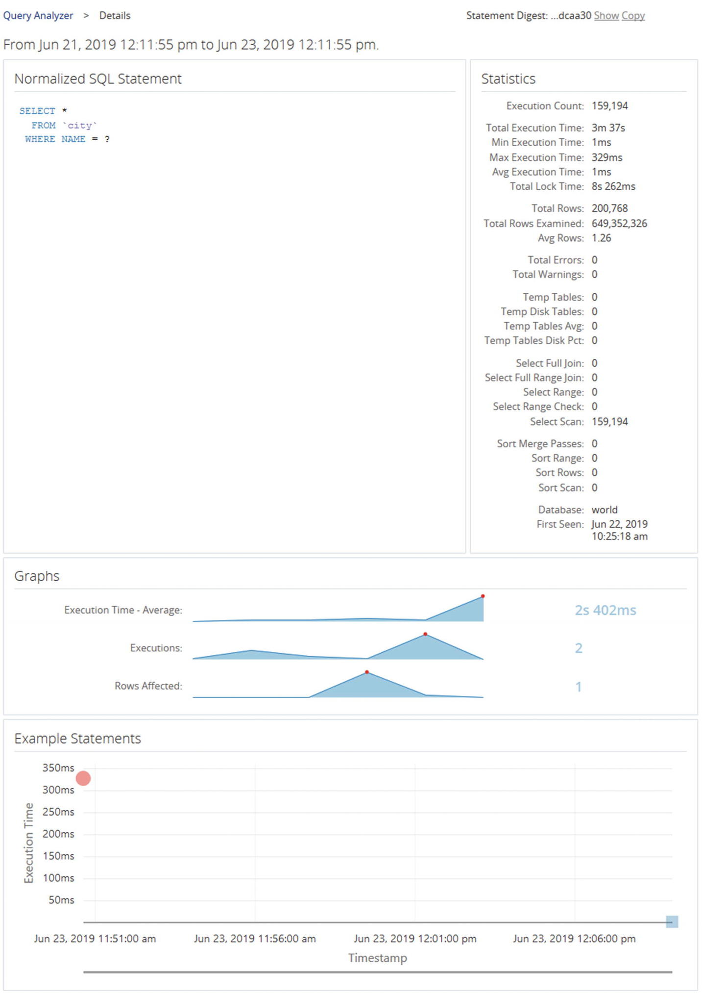 Query Analyzer > Details
Statement Digest: ...dcaa30 Show Copy
From Jun 21, 2019 12:11:55 pm to Jun 23, 2019 12:11:55 pm.
Normalized SQL Statement
SELECT *
FROM `city`
WHERE NAME = ?
Statistics
Execution Count: 159,194
Total Execution Time: 3m 37s
Min Execution Time: 1ms
Max Execution Time: 329ms
Avg Execution Time: 1ms
Total Lock Time: 8s 262ms
Total Rows: 200,768
Total Rows Examined: 649,352,326
Avg Rows: 1.26
Total Errors: 0
Total Warnings: 0
Temp Tables: 0
Temp Disk Tables: 0
Temp Tables Avg: 0
Temp Tables Disk Pct: 0
Select Full Join: 0
Select Full Range Join: 0
Select Range: 0
Select Range Check: 0
Select Scan: 159,194
Sort Merge Passes: 0
Sort Range: 0
Sort Rows: 0
Sort Scan: 0
Database: world
First Seen: Jun 22, 2019
10:25:18 am
Graphs
Execution Time - Average: 2s 402ms
Executions: 2
Rows Affected: 1
Example Statements
350ms
300ms
250ms
200ms
150ms
100ms
50ms
Execution Time
Jun 23, 2019 11:51:00 am
Jun 23, 2019 11:56:00 am
Jun 23, 2019 12:01:00 pm
Jun 23, 2019 12:06:00 pm
Timestamp